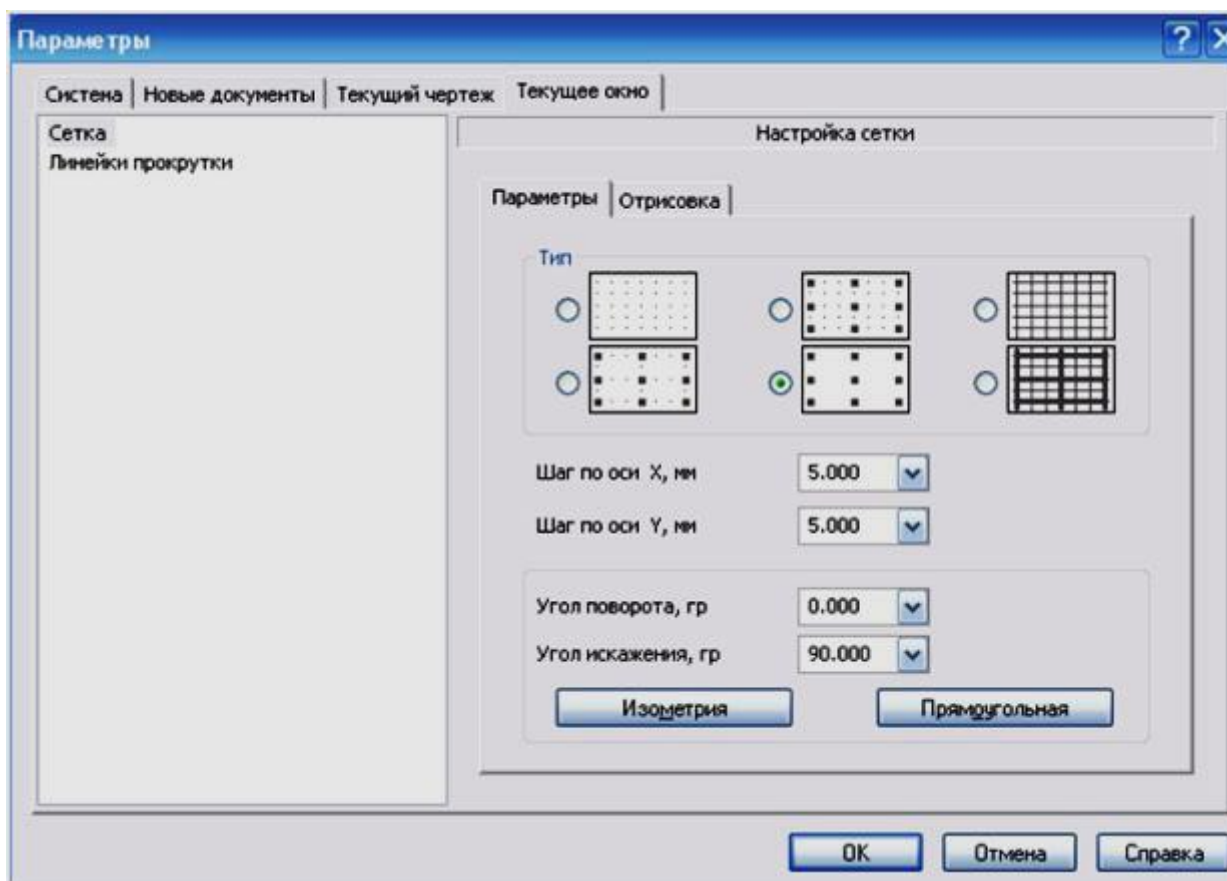 Параметры
Система Новые документы Текущий чертеж Текущее окно
Сетка
Линейки прокрутки
Настройка сетки
Параметры Отрисовка
Тип
Шаг по оси X, мм 5.000
Шаг по оси Y, мм 5.000
Угол поворота, гр 0.000
Угол искажения, гр 90.000
Изометрия Прямоугольная
OK Отмена Справка